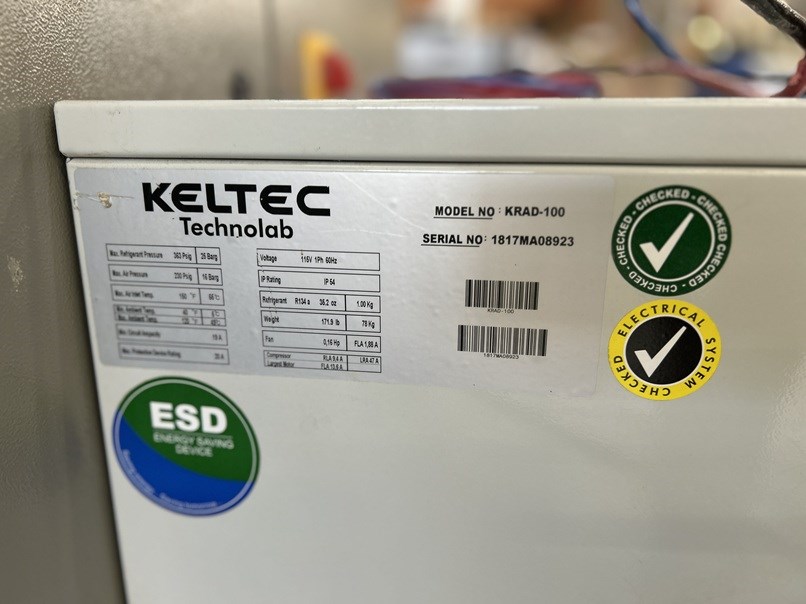 KELTEC
Technolab
MODEL NO : KRAD-100
SERIAL NO: 1817MA08923
Max. Refrigerant Pressure 363 Psig 25 Barg
Max. Air Pressure 230 Psig 16 Barg
Max. Air Inlet Temp. °F °C
Min. Ambient Temp. °F °C
Max. Ambient Temp. °F °C
Min. Circuit Ampacity
Max. Protective Device Rating
Voltage 115V 1Ph 60Hz
IP Rating IP 54
Refrigerant R134 a 35.2 oz 1.00 Kg
Weight 171.9 lb 78 Kg
Fan 0,16 Hp FLA 1,88 A
Compressor RLA 9,4 A LRA 47 A
Largest Motor FLA 13,6 A
KRAD-100
1817MA08923
CHECKED - CHECKED - CHECKED - CHECKED - CHECKED
ELECTRICAL SYSTEM CHECKED
ESD
ENERGY SAVING
DEVICE